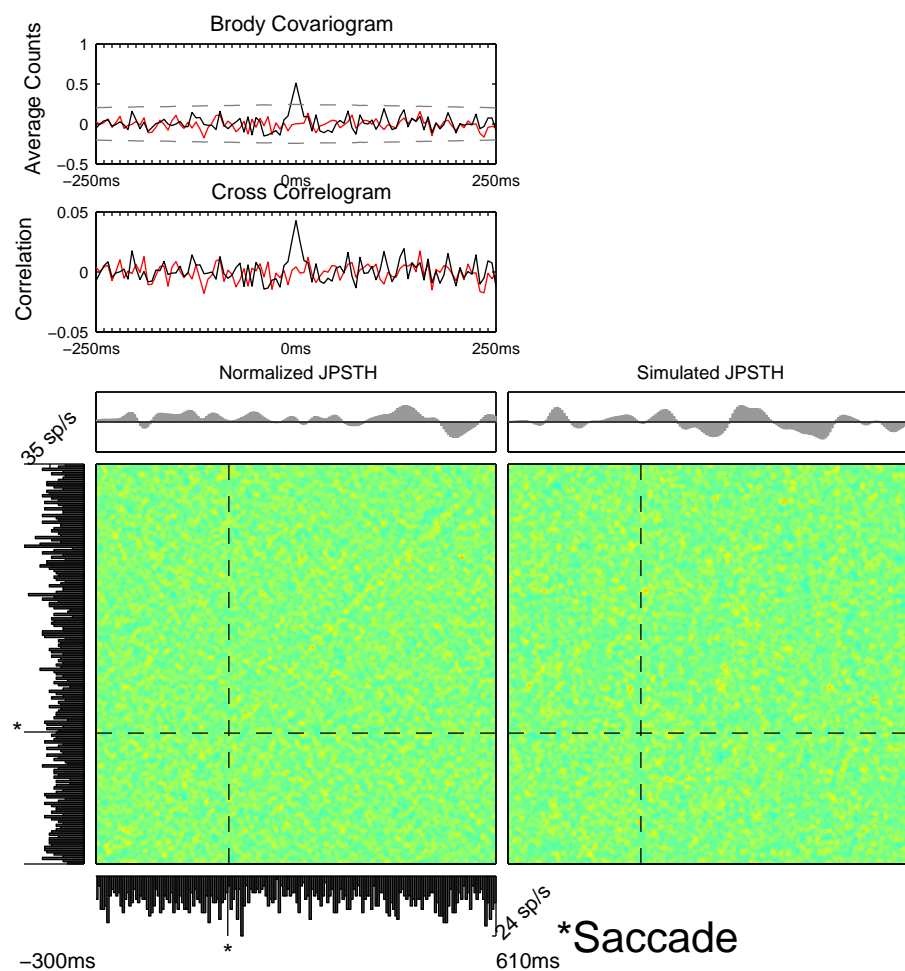 Brody Covariogram
Average Counts
1
0.5
0
−0.5
−250ms
0ms
250ms
Cross Correlogram
Correlation
0.05
0
−0.05
−250ms
0ms
250ms
Normalized JPSTH
Simulated JPSTH
35 sp/s
*
*
24 sp/s
*Saccade
−300ms
610ms